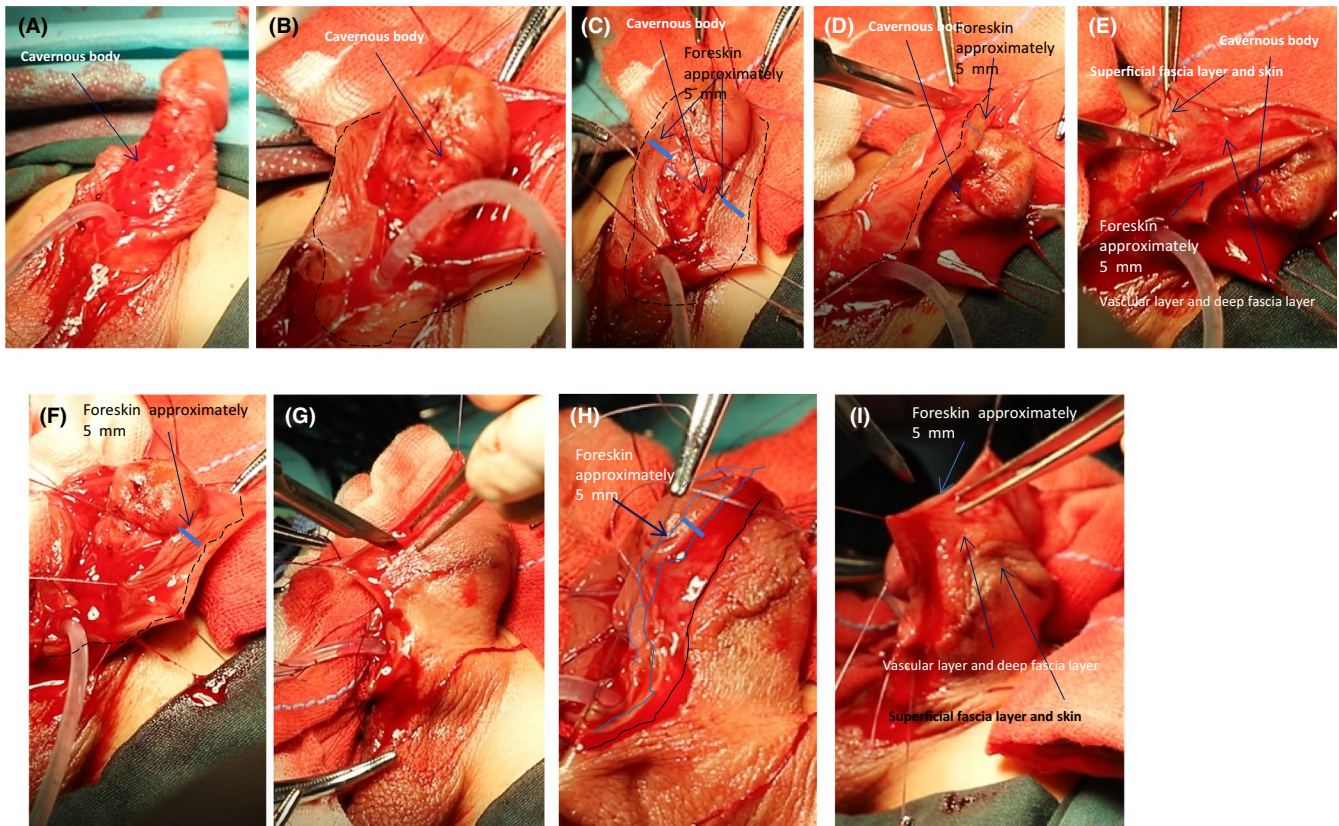 (A)
Cavernous body
(B)
Cavernous body
(C)
Cavernous body
Foreskin
approximately
5 mm
(D)
Cavernous body
Foreskin
approximately
5 mm
(E)
Cavernous body
Superficial fascia layer and skin
Foreskin
approximately
5 mm
Vascular layer and deep fascia layer
(F)
Foreskin approximately
5 mm
(G)
(H)
Foreskin
approximately
5 mm
(I)
Foreskin approximately
5 mm
Vascular layer and deep fascia layer
Superficial fascia layer and skin